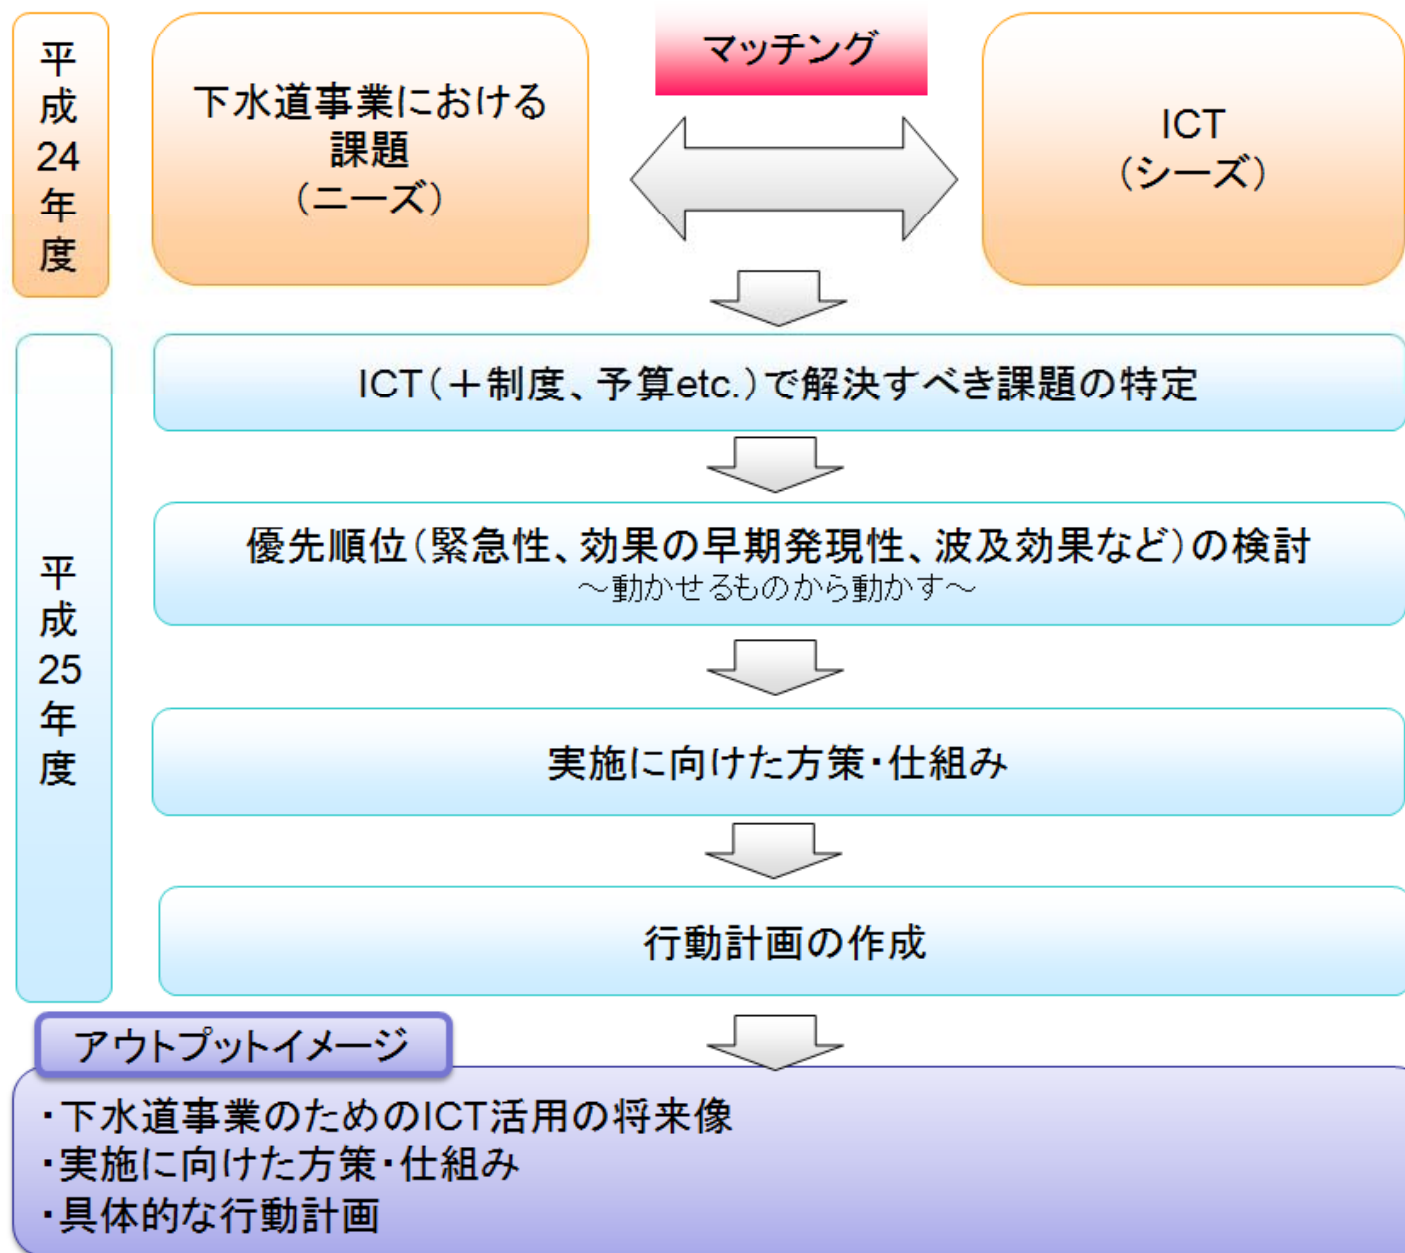 平成24年度
下水道事業における
課題
（ニーズ）
マッチング
ICT
（シーズ）
平成25年度
ICT（＋制度、予算etc.）で解決すべき課題の特定
優先順位（緊急性、効果の早期発現性、波及効果など）の検討
～動かせるものから動かす～
実施に向けた方策・仕組み
行動計画の作成
アウトプットイメージ
・下水道事業のためのICT活用の将来像
・実施に向けた方策・仕組み
・具体的な行動計画